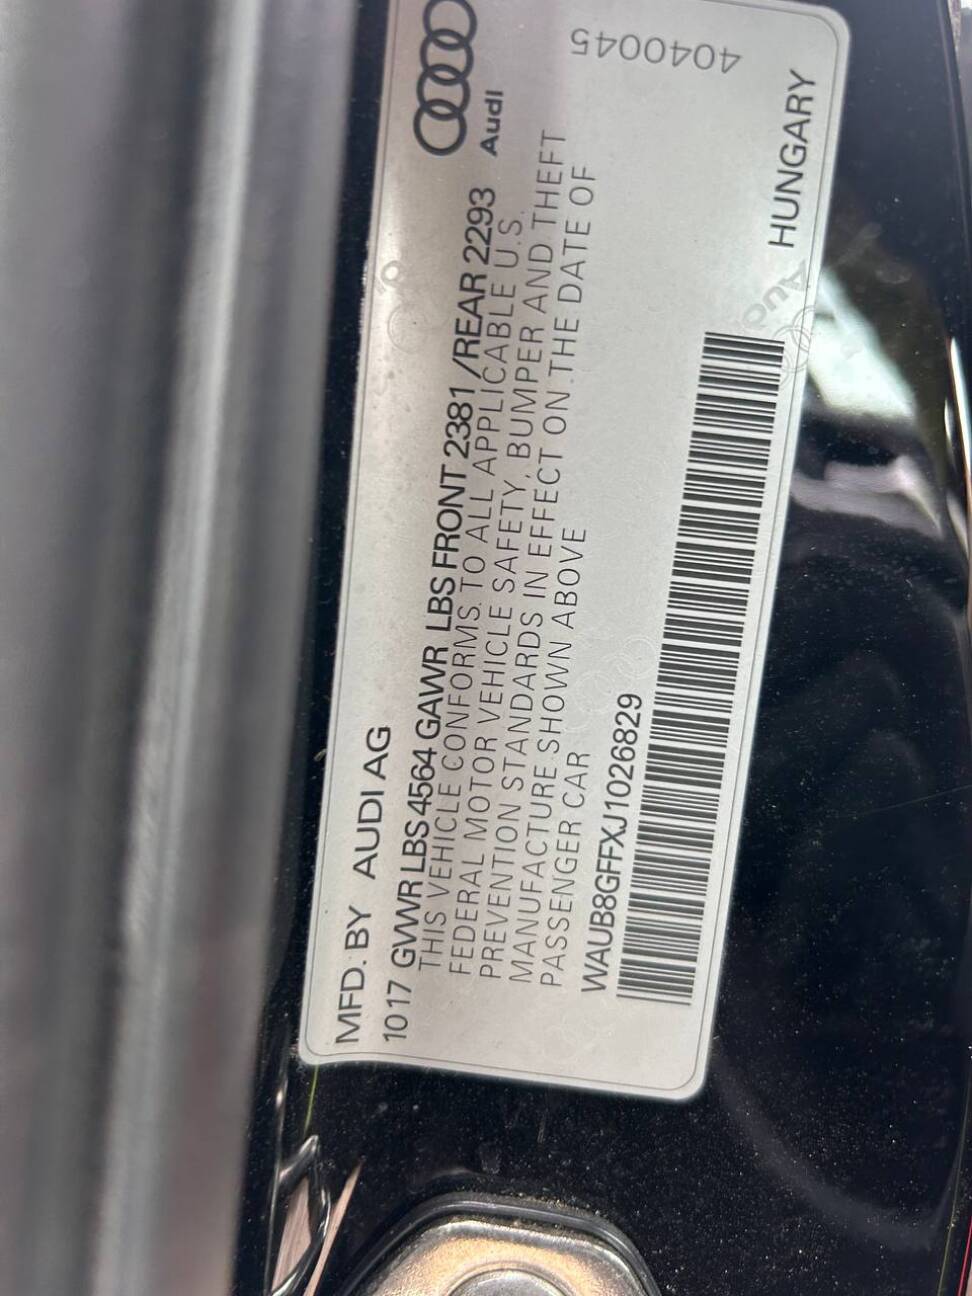 MFD. BY AUDI AG
1017 GWWR LBS 4564 GAWR LBS FRONT 2381 /REAR 2293
THIS VEHICLE CONFORMS TO ALL APPLICABLE U.S.
FEDERAL MOTOR VEHICLE SAFETY, BUMPER AND THEFT
PREVENTION STANDARDS IN EFFECT ON THE DATE OF
MANUFACTURE SHOWN ABOVE
PASSENGER CAR
WAUB8GFFXJ1026829
Audi
4040045
HUNGARY
Audi